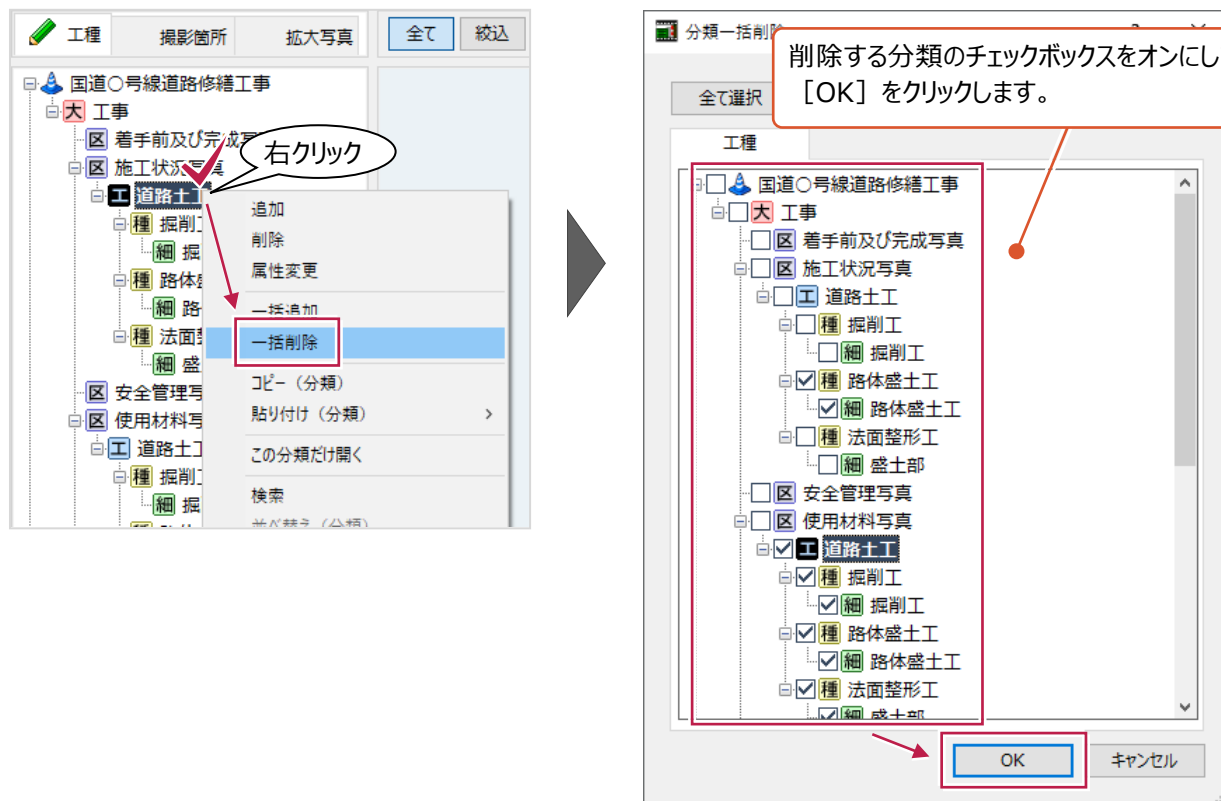 工種
撮影箇所
拡大写真
全て
絞込
国道○号線道路修繕工事
大 工事
区 着手前及び完成
区 施工状況写真
右クリック
工 道路土工
種 掘削工
細 掘
種 路体
細 路
種 法面
細 盛
区 安全管理写
区 使用材料写
工 道路土工
種 掘削工
細 掘
追加
削除
属性変更
一括追加
一括削除
コピー（分類）
貼り付け（分類）
この分類だけ開く
検索
並べ替え（分類）
分類一括削除
削除する分類のチェックボックスをオンにし
［OK］をクリックします。
全て選択
工種
国道○号線道路修繕工事
大 工事
区 着手前及び完成写真
区 施工状況写真
工 道路土工
種 掘削工
細 掘削工
種 路体盛土工
細 路体盛土工
種 法面整形工
細 盛土部
区 安全管理写真
区 使用材料写真
工 道路土工
種 掘削工
細 掘削工
種 路体盛土工
細 路体盛土工
種 法面整形工
細 盛土部
OK
キャンセル